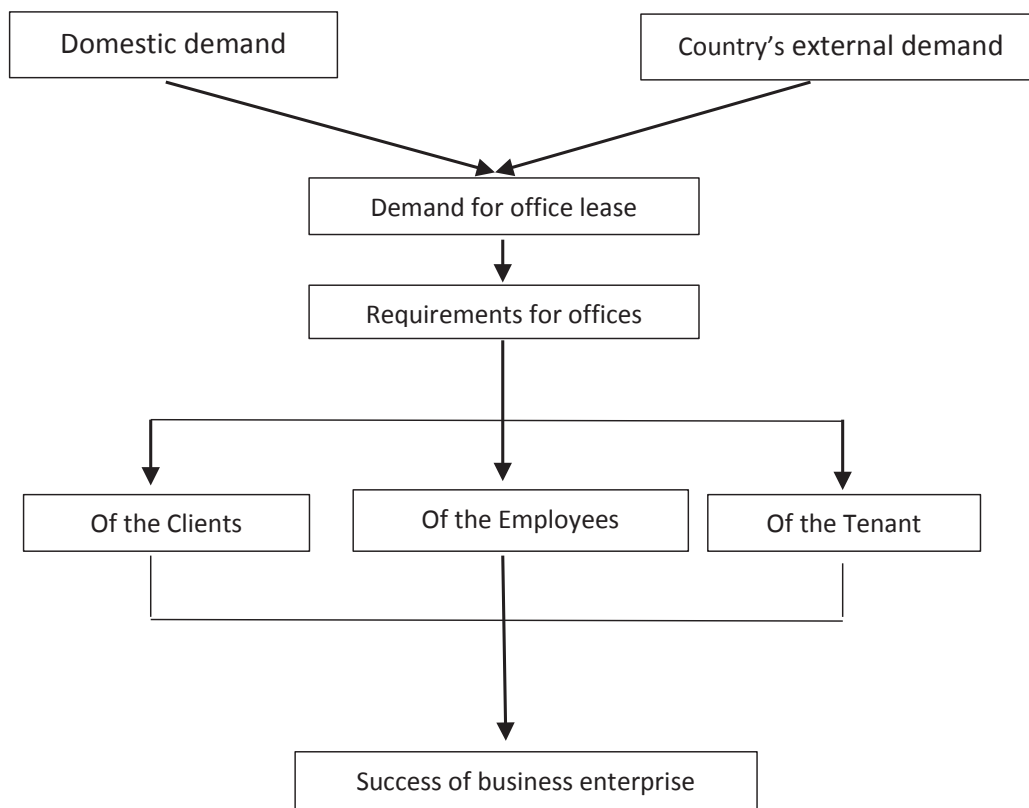 Domestic demand
Country’s external demand
Demand for office lease
Requirements for offices
Of the Clients
Of the Employees
Of the Tenant
Success of business enterprise